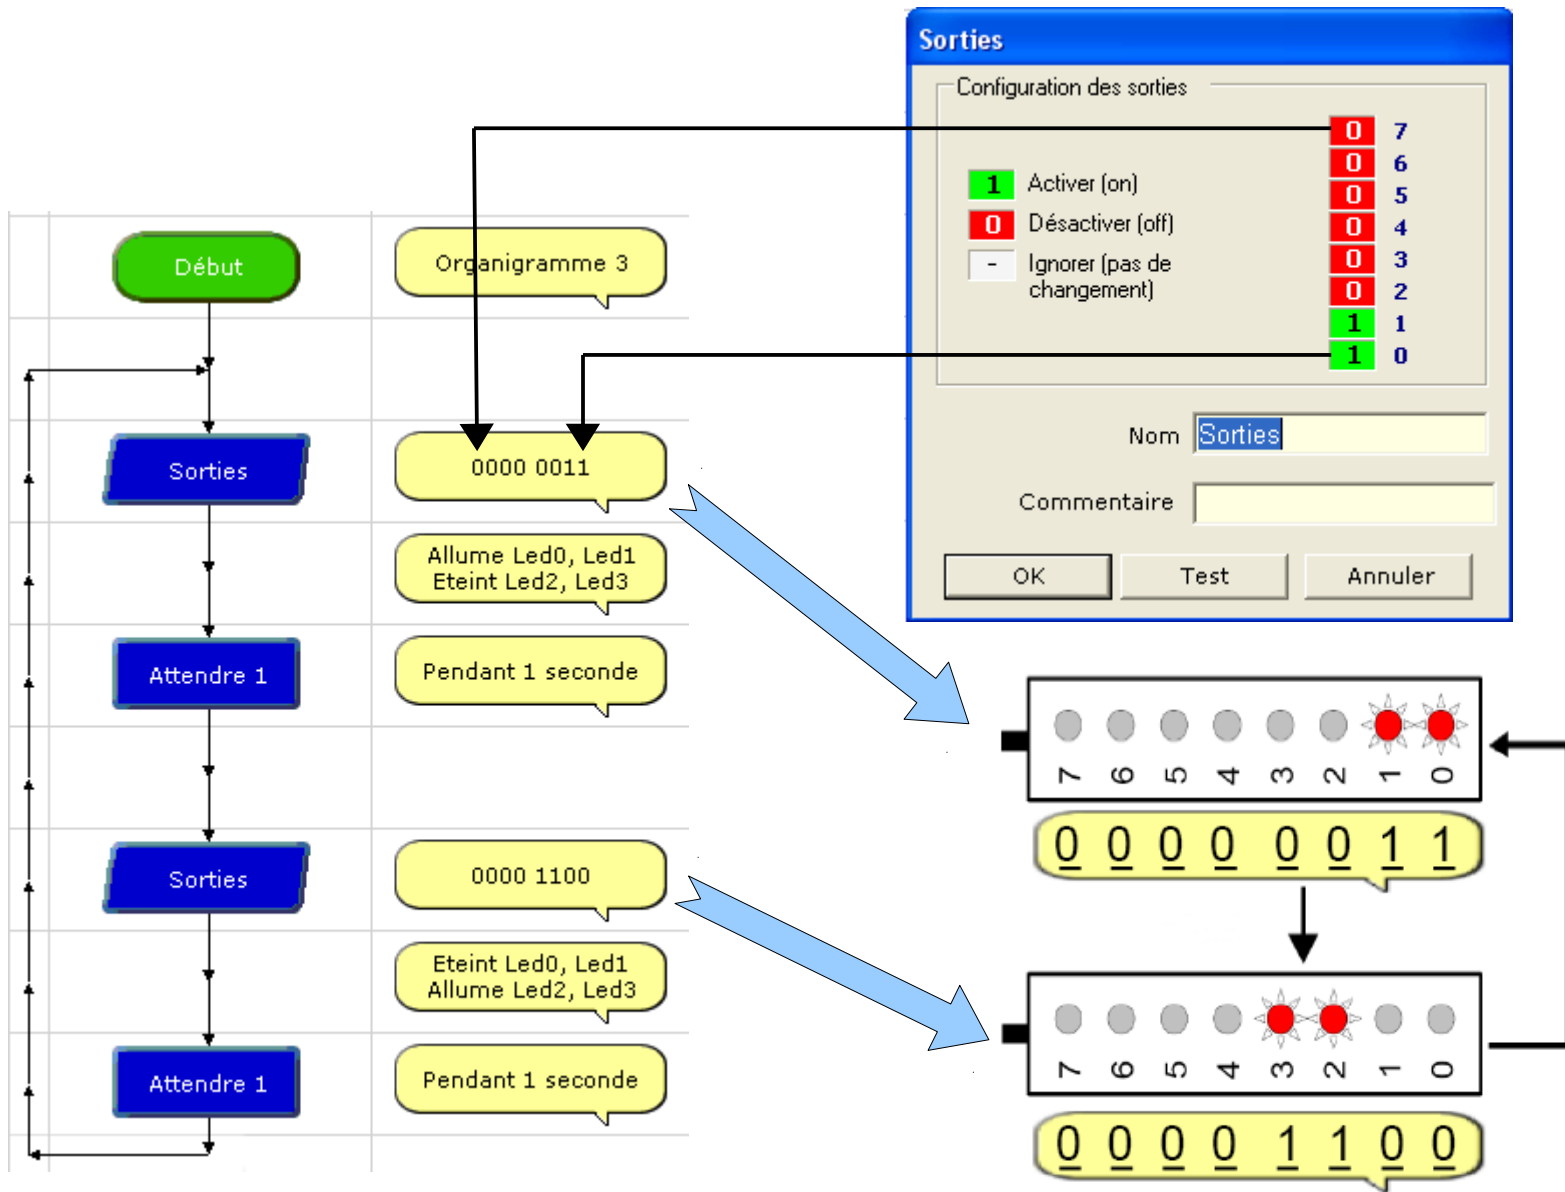 Début
Organigramme 3
Sorties
0000 0011
Allume Led0, Led1
Eteint Led2, Led3
Attendre 1
Pendant 1 seconde
Sorties
0000 1100
Eteint Led0, Led1
Allume Led2, Led3
Attendre 1
Pendant 1 seconde
Sorties
Configuration des sorties
1 Activer (on)
0 Désactiver (off)
- Ignorer (pas de
changement)
0 7
0 6
0 5
0 4
0 3
0 2
1 1
1 0
Nom Sorties
Commentaire
OK Test Annuler
7 6 5 4 3 2 1 0
0 0 0 0 0 0 1 1
7 6 5 4 3 2 1 0
0 0 0 0 1 1 0 0